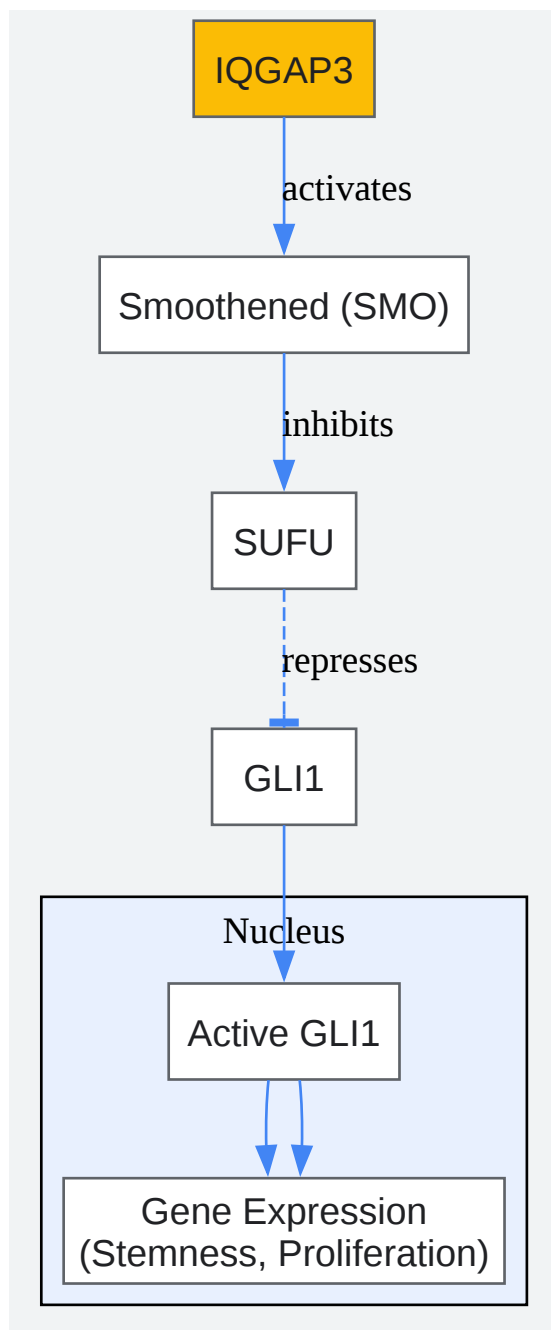 IQGAP3
activates
Smoothened (SMO)
inhibits
SUFU
represses
GLI1
Nucleus
Active GLI1
Gene Expression
(Stemness, Proliferation)